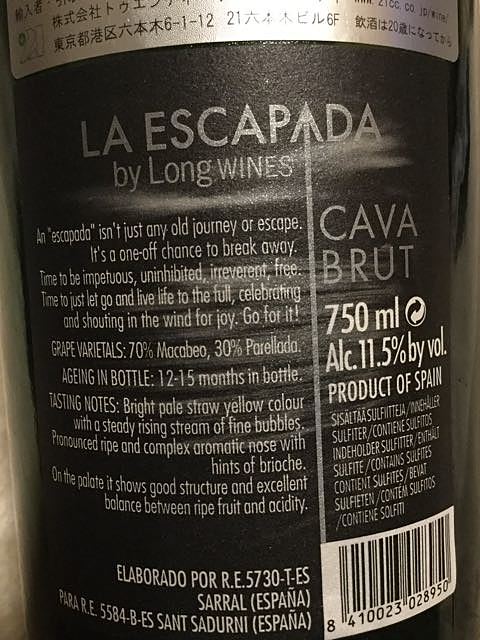 株式会社トゥエンティ
東京都港区六本木6-1-12 21六本木ビル6F 飲酒は20歳になってから
LA ESCAPADA
by Long WINES
An "escapada" isn't just any old journey or escape.
It's a one-off chance to break away.
Time to be impetuous, uninhibited, irreverent, free.
Time to just let go and live life to the full, celebrating
and shouting in the wind for joy. Go for it!
GRAPE VARIETALS: 70% Macabeo, 30% Parellada.
AGEING IN BOTTLE: 12-15 months in bottle.
TASTING NOTES: Bright pale straw yellow colour
with a steady rising stream of fine bubbles.
Pronounced ripe and complex aromatic nose with
hints of brioche.
On the palate it shows good structure and excellent
balance between ripe fruit and acidity.
CAVA
BRUT
750 ml
Alc.11.5% by vol.
PRODUCT OF SPAIN
SISÄLTÄÄ SULFIITTEJA/INNEHÅLLER
SULFITER/CONTIENE SULFITOS
INDEHOLDER SULFITTER/ENTHÄLT
SULFITE/CONTAINS SULFITES
CONTIENT SULFITES/BEVAT
SULFIETEN/CONTÉM SULFITOS
/CONTIENE SOLFITI
ELABORADO POR R.E.5730-T-ES
SARRAL (ESPAÑA)
PARA R.E. 5584-B-ES SANT SADURNI (ESPAÑA)
8 410023 028950